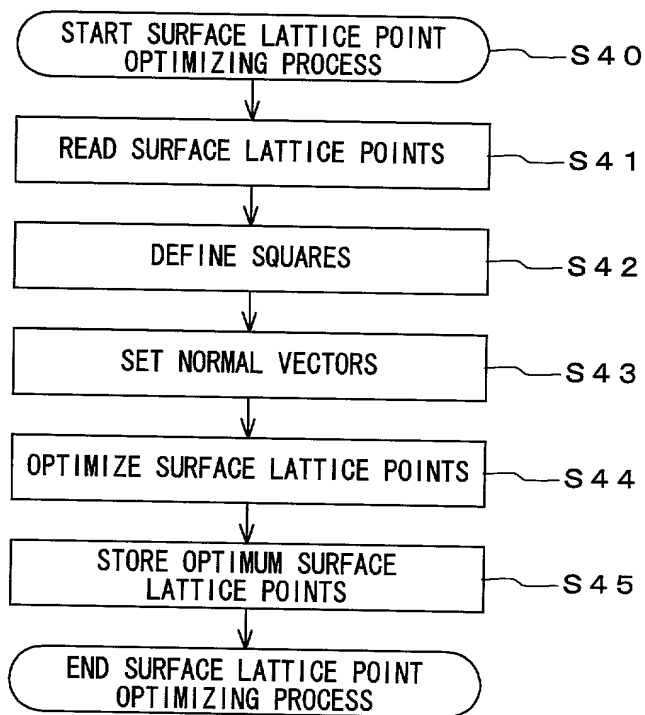 START SURFACE LATTICE POINT
OPTIMIZING PROCESS
S40
READ SURFACE LATTICE POINTS
S41
DEFINE SQUARES
S42
SET NORMAL VECTORS
S43
OPTIMIZE SURFACE LATTICE POINTS
S44
STORE OPTIMUM SURFACE
LATTICE POINTS
S45
END SURFACE LATTICE POINT
OPTIMIZING PROCESS